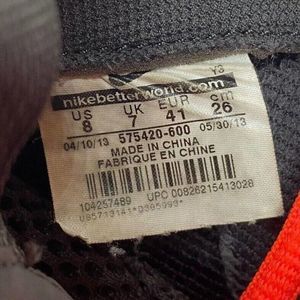 Y3
nikebetterworld.com
US UK EUR cm
8 7 41 26
04/10/13 575420-600 05/30/13
MADE IN CHINA
FABRIQUE EN CHINE
104257489 UPC 00826215413028